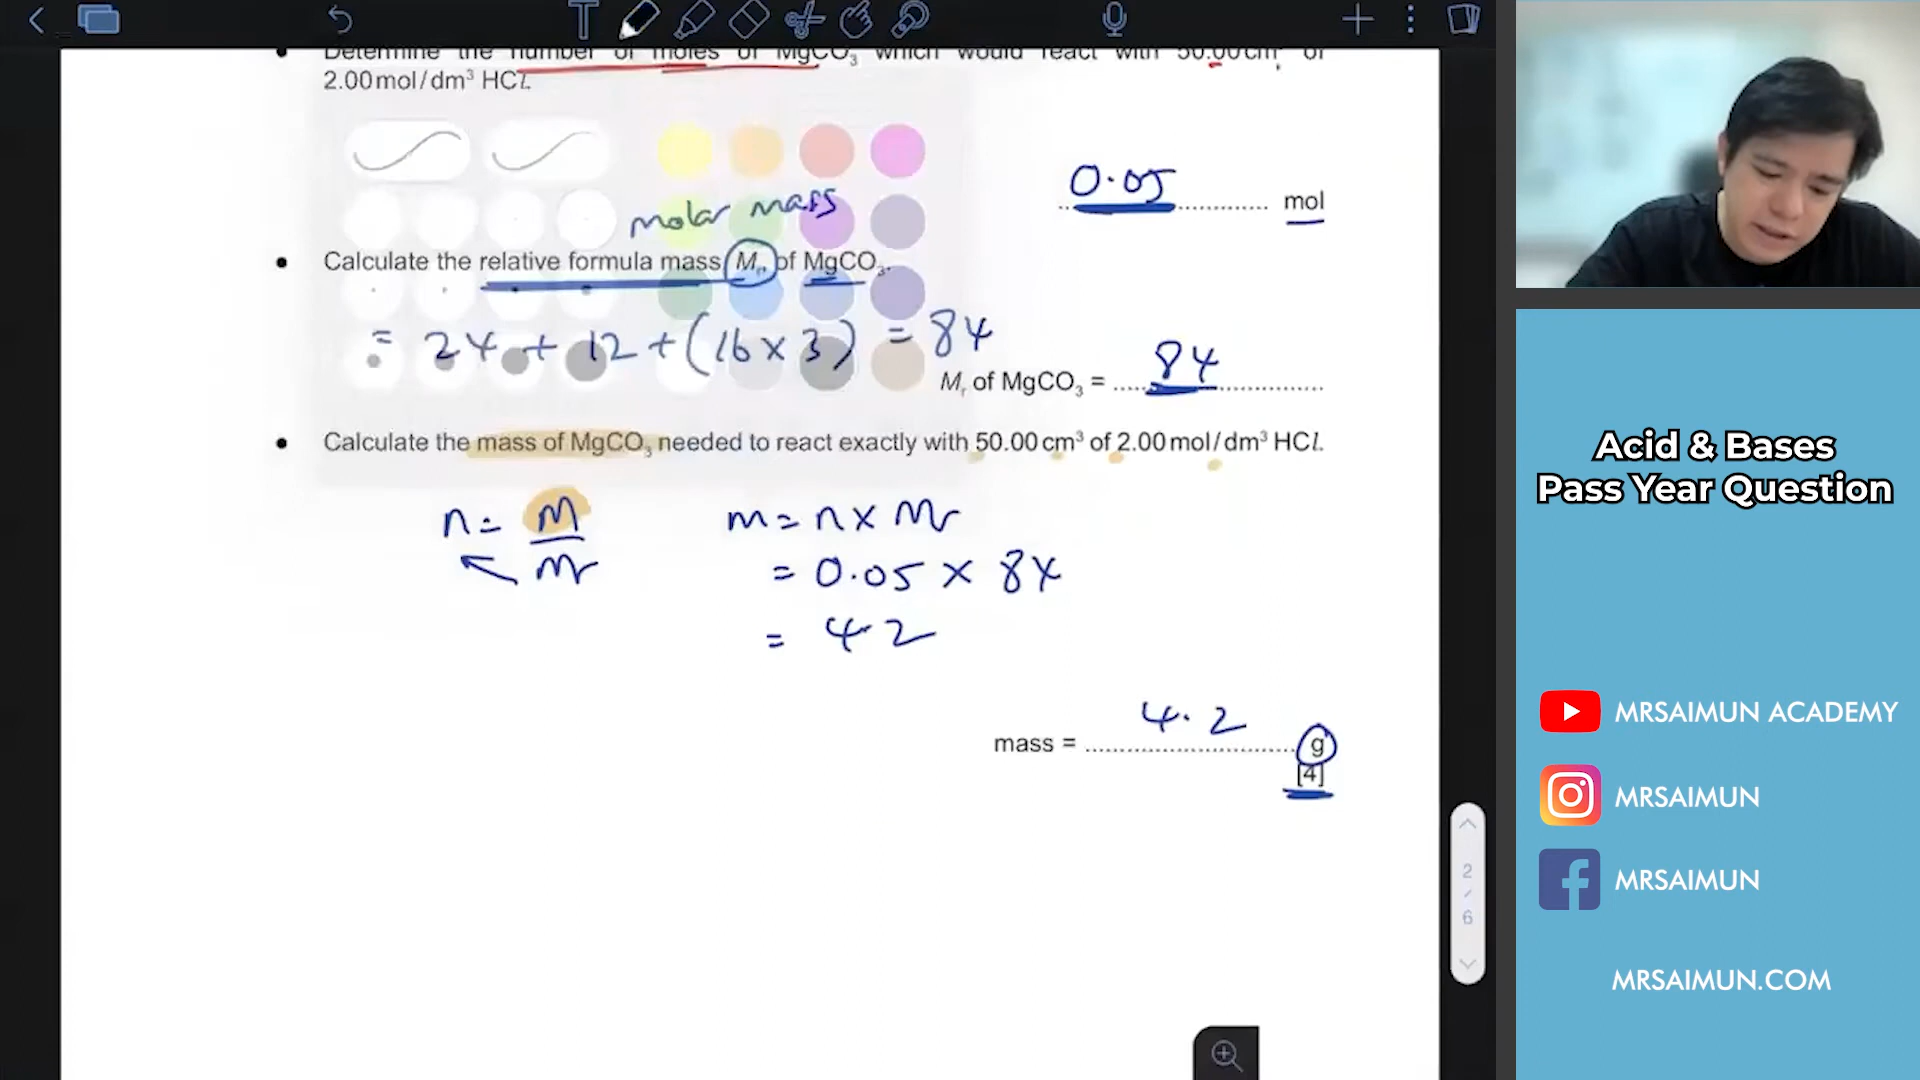 Determine the number of moles of MgCO3 which would react with 50.00 cm3 of
2.00 mol/dm³ HCl.
0.05
mol
molar mass
• Calculate the relative formula mass Mr of MgCO3.
= 24 + 12 + (16 x 3) = 84
Mr of MgCO3 = 84
• Calculate the mass of MgCO3 needed to react exactly with 50.00 cm³ of 2.00 mol/dm³ HCl.
n = m / Mr
m = n x Mr
= 0.05 x 84
= 4.2
mass = 4.2 g
[4]
2
/
6
Acid & Bases
Pass Year Question
MRSAIMUN ACADEMY
MRSAIMUN
MRSAIMUN
MRSAIMUN.COM